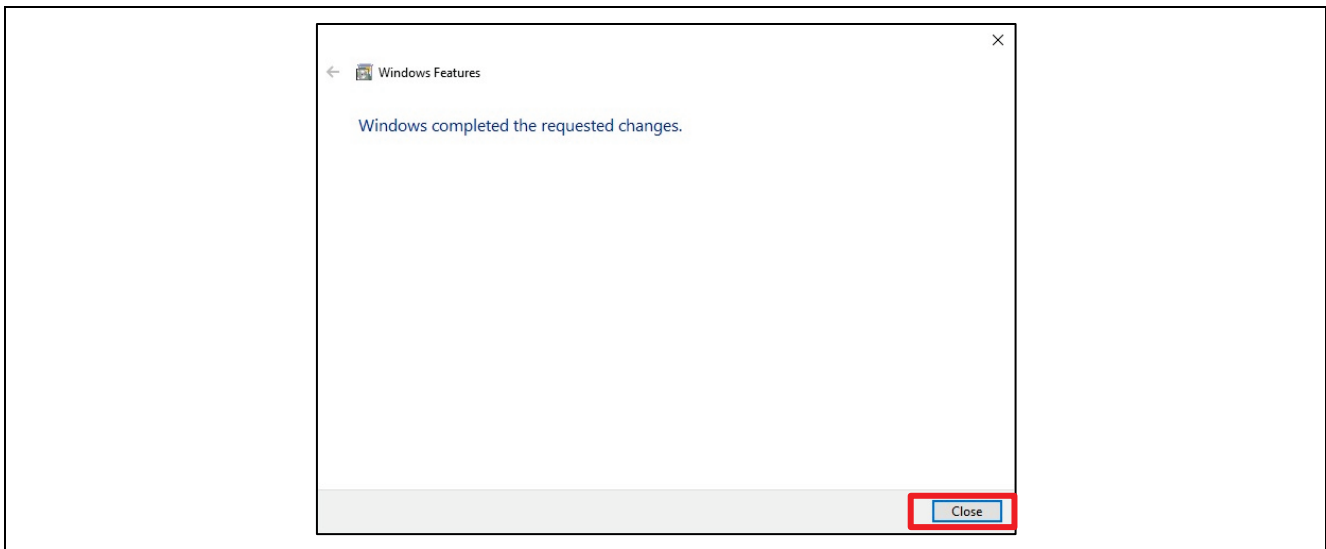 Windows Features
Windows completed the requested changes.
Close